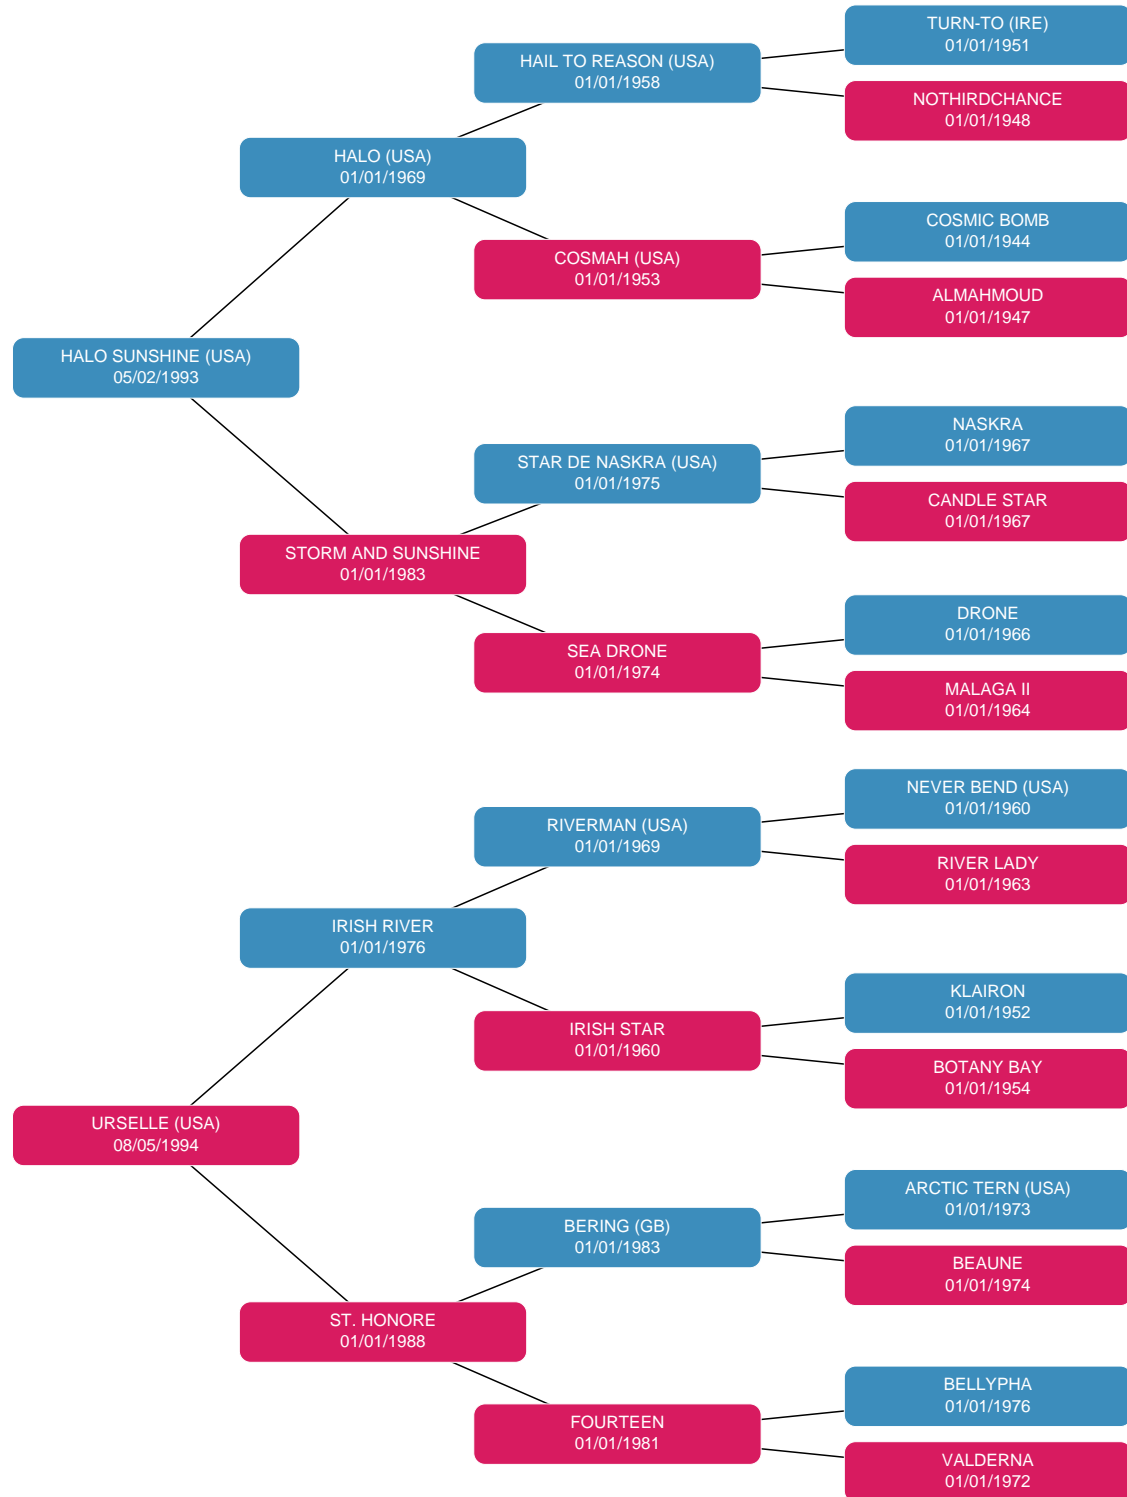 TURN-TO (IRE)
01/01/1951
HAIL TO REASON (USA)
01/01/1958
NOTHIRDCHANCE
01/01/1948
HALO (USA)
01/01/1969
COSMIC BOMB
01/01/1944
COSMAH (USA)
01/01/1953
ALMAHMOUD
01/01/1947
HALO SUNSHINE (USA)
05/02/1993
NASKRA
01/01/1967
STAR DE NASKRA (USA)
01/01/1975
CANDLE STAR
01/01/1967
STORM AND SUNSHINE
01/01/1983
DRONE
01/01/1966
SEA DRONE
01/01/1974
MALAGA II
01/01/1964
NEVER BEND (USA)
01/01/1960
RIVERMAN (USA)
01/01/1969
RIVER LADY
01/01/1963
IRISH RIVER
01/01/1976
KLAIRON
01/01/1952
IRISH STAR
01/01/1960
BOTANY BAY
01/01/1954
URSELLE (USA)
08/05/1994
ARCTIC TERN (USA)
01/01/1973
BERING (GB)
01/01/1983
BEAUNE
01/01/1974
ST. HONORE
01/01/1988
BELLYPHA
01/01/1976
FOURTEEN
01/01/1981
VALDERNA
01/01/1972